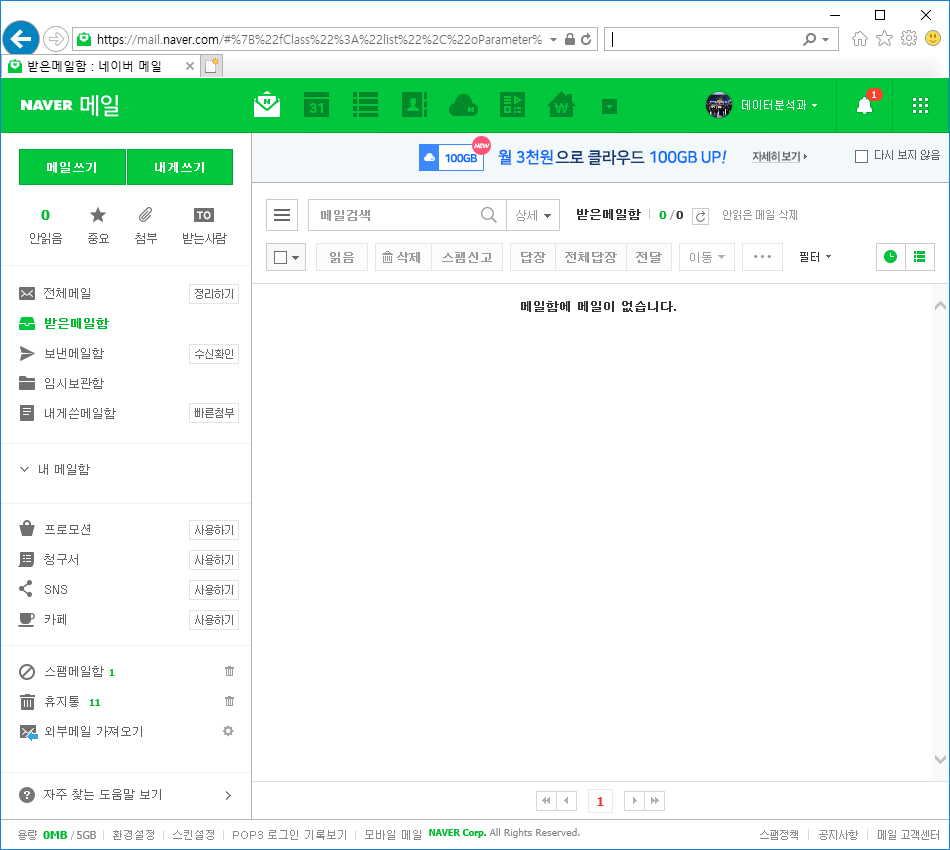 https://mail.naver.com/#%7B%22fClass%22%3A%22list%22%2C%22oParameter%
받은메일함 : 네이버 메일
NAVER 메일
N
31
₩
데이터분석과
1
메일쓰기
내게쓰기
100GB
NEW
월 3천원으로 클라우드 100GB UP!
자세히 보기
다시 보지 않음
0
TO
안읽음
중요
첨부
받는사람
메일검색
상세
받은메일함
0 / 0
안읽은 메일 삭제
읽음
삭제
스팸신고
답장
전체답장
전달
이동
필터
전체메일
정리하기
받은메일함
보낸메일함
수신확인
임시보관함
내게쓴메일함
빠른첨부
메일함에 메일이 없습니다.
내 메일함
프로모션
사용하기
청구서
사용하기
SNS
사용하기
카페
사용하기
스팸메일함 1
휴지통 11
외부메일 가져오기
자주 찾는 도움말 보기
1
용량 0MB / 5GB
환경설정
스킨설정
POP3 로그인 기록보기
모바일 메일
NAVER Corp. All Rights Reserved.
스팸정책
공지사항
메일 고객센터